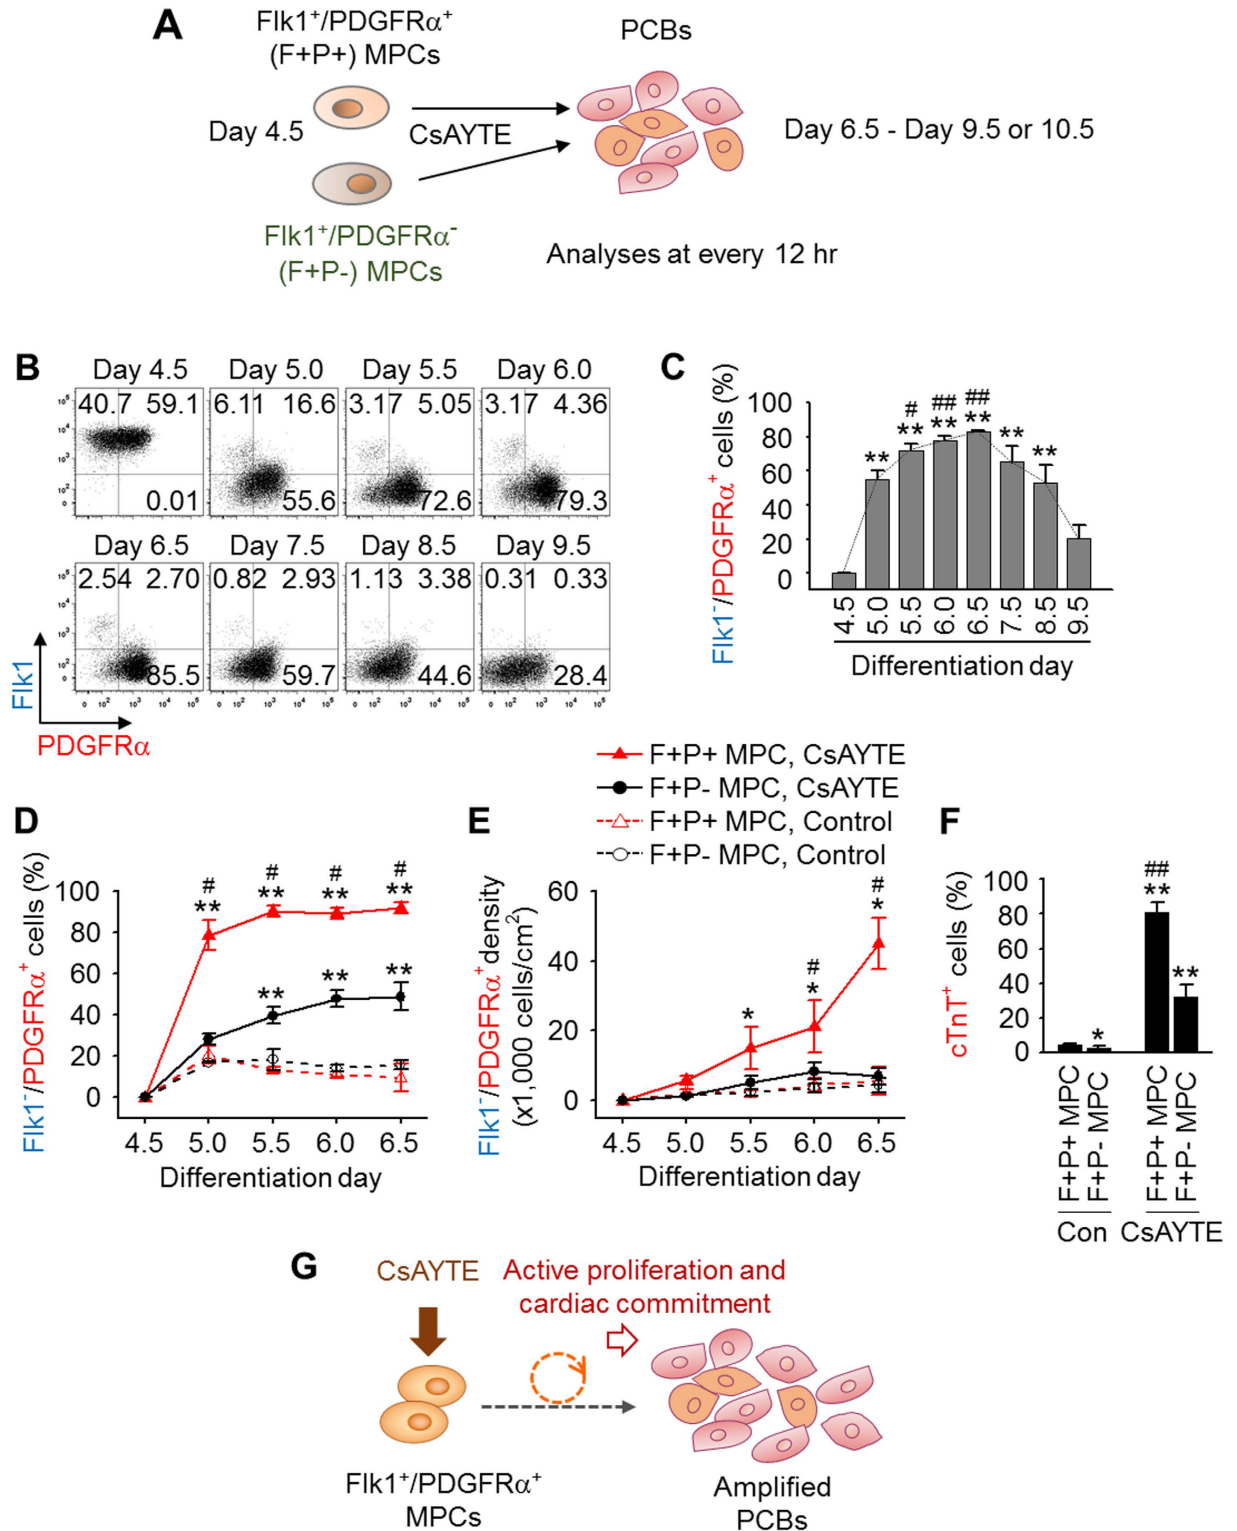 A
Flk1⁺/PDGFRα⁺
(F+P+) MPCs
PCBs
Day 4.5
CsAYTE
Day 6.5 - Day 9.5 or 10.5
Flk1⁺/PDGFRα⁻
(F+P-) MPCs
Analyses at every 12 hr
B
Day 4.5 Day 5.0 Day 5.5 Day 6.0
40.7 59.1 6.11 16.6 3.17 5.05 3.17 4.36
0.01 55.6 72.6 79.3
Day 6.5 Day 7.5 Day 8.5 Day 9.5
2.54 2.70 0.82 2.93 1.13 3.38 0.31 0.33
85.5 59.7 44.6 28.4
Flk1
PDGFRα
C
Flk1⁻/PDGFRα⁺ cells (%)
100
80
60
40
20
0
** # ** ## ** ## ** ** **
4.5 5.0 5.5 6.0 6.5 7.5 8.5 9.5
Differentiation day
F+P+ MPC, CsAYTE
F+P- MPC, CsAYTE
F+P+ MPC, Control
F+P- MPC, Control
D
Flk1⁻/PDGFRα⁺ cells (%)
100
80
60
40
20
0
# # # #
** ** ** **
** ** **
4.5 5.0 5.5 6.0 6.5
Differentiation day
E
Flk1⁻/PDGFRα⁺ density
(x1,000 cells/cm²)
60
40
20
0
* # * # *
4.5 5.0 5.5 6.0 6.5
Differentiation day
F
cTnT⁺ cells (%)
100
80
60
40
20
0
* ## ** **
F+P+ MPC
F+P- MPC
F+P+ MPC
F+P- MPC
Con CsAYTE
G
CsAYTE
Active proliferation and
cardiac commitment
Flk1⁺/PDGFRα⁺
MPCs
Amplified
PCBs